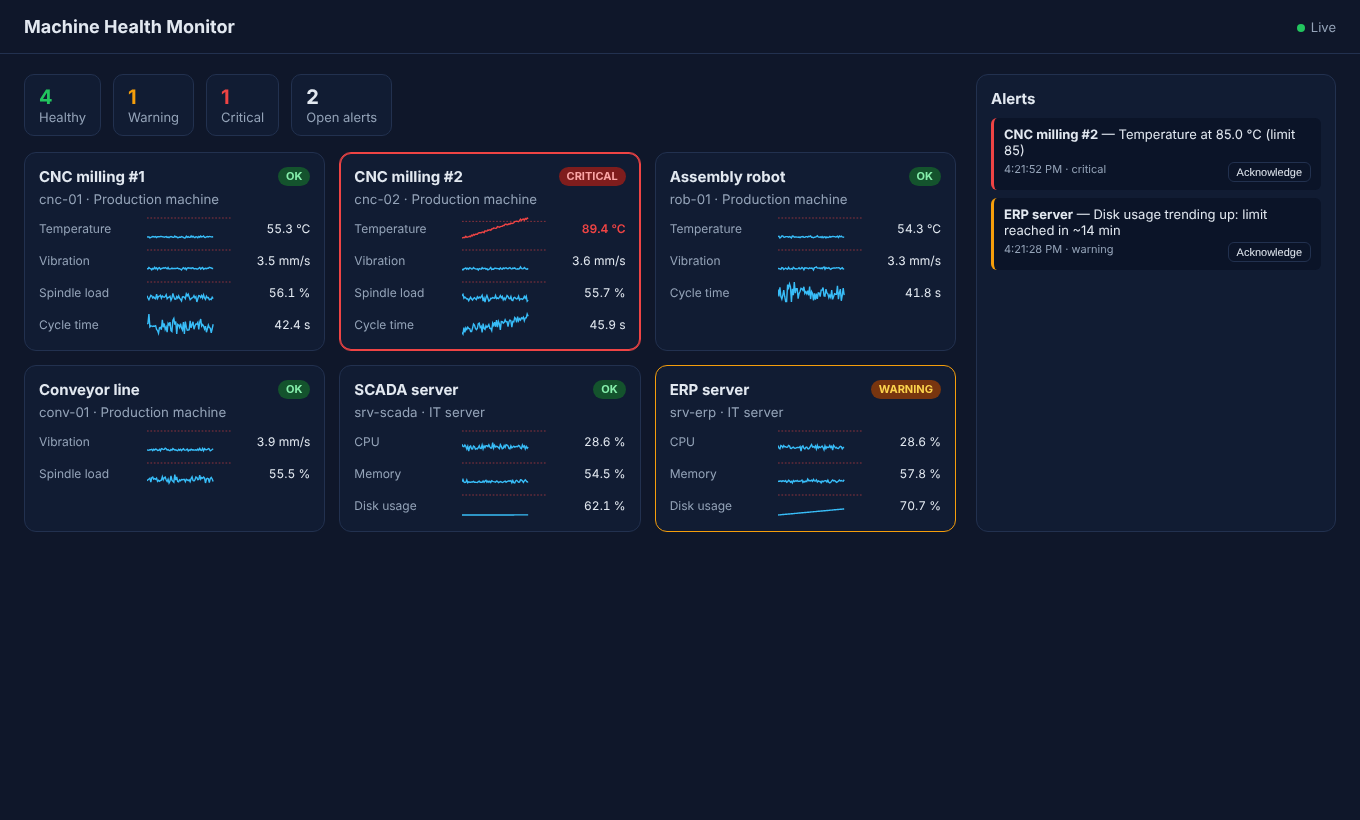 Machine Health Monitor
Live
4
Healthy
1
Warning
1
Critical
2
Open alerts
CNC milling #1
OK
cnc-01 · Production machine
Temperature
55.3 °C
Vibration
3.5 mm/s
Spindle load
56.1 %
Cycle time
42.4 s
CNC milling #2
CRITICAL
cnc-02 · Production machine
Temperature
89.4 °C
Vibration
3.6 mm/s
Spindle load
55.7 %
Cycle time
45.9 s
Assembly robot
OK
rob-01 · Production machine
Temperature
54.3 °C
Vibration
3.3 mm/s
Cycle time
41.8 s
Conveyor line
OK
conv-01 · Production machine
Vibration
3.9 mm/s
Spindle load
55.5 %
SCADA server
OK
srv-scada · IT server
CPU
28.6 %
Memory
54.5 %
Disk usage
62.1 %
ERP server
WARNING
srv-erp · IT server
CPU
28.6 %
Memory
57.8 %
Disk usage
70.7 %
Alerts
CNC milling #2 — Temperature at 85.0 °C (limit
85)
4:21:52 PM · critical
Acknowledge
ERP server — Disk usage trending up: limit
reached in ~14 min
4:21:28 PM · warning
Acknowledge